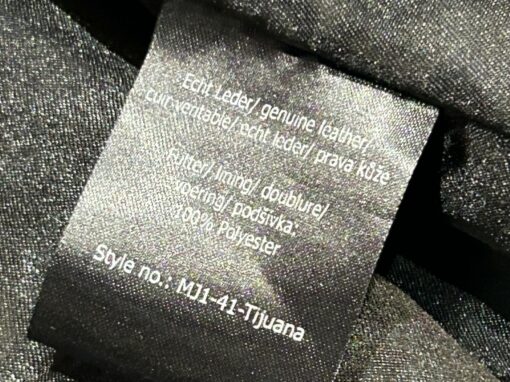 Echt Leder/ genuine leather/
cuir veritable/ echt leder/ prava kůže
Futter/ lining/ doublure/
voering/ podšivka:
100% Polyester
Style no.: MJ1-41-Tijuana